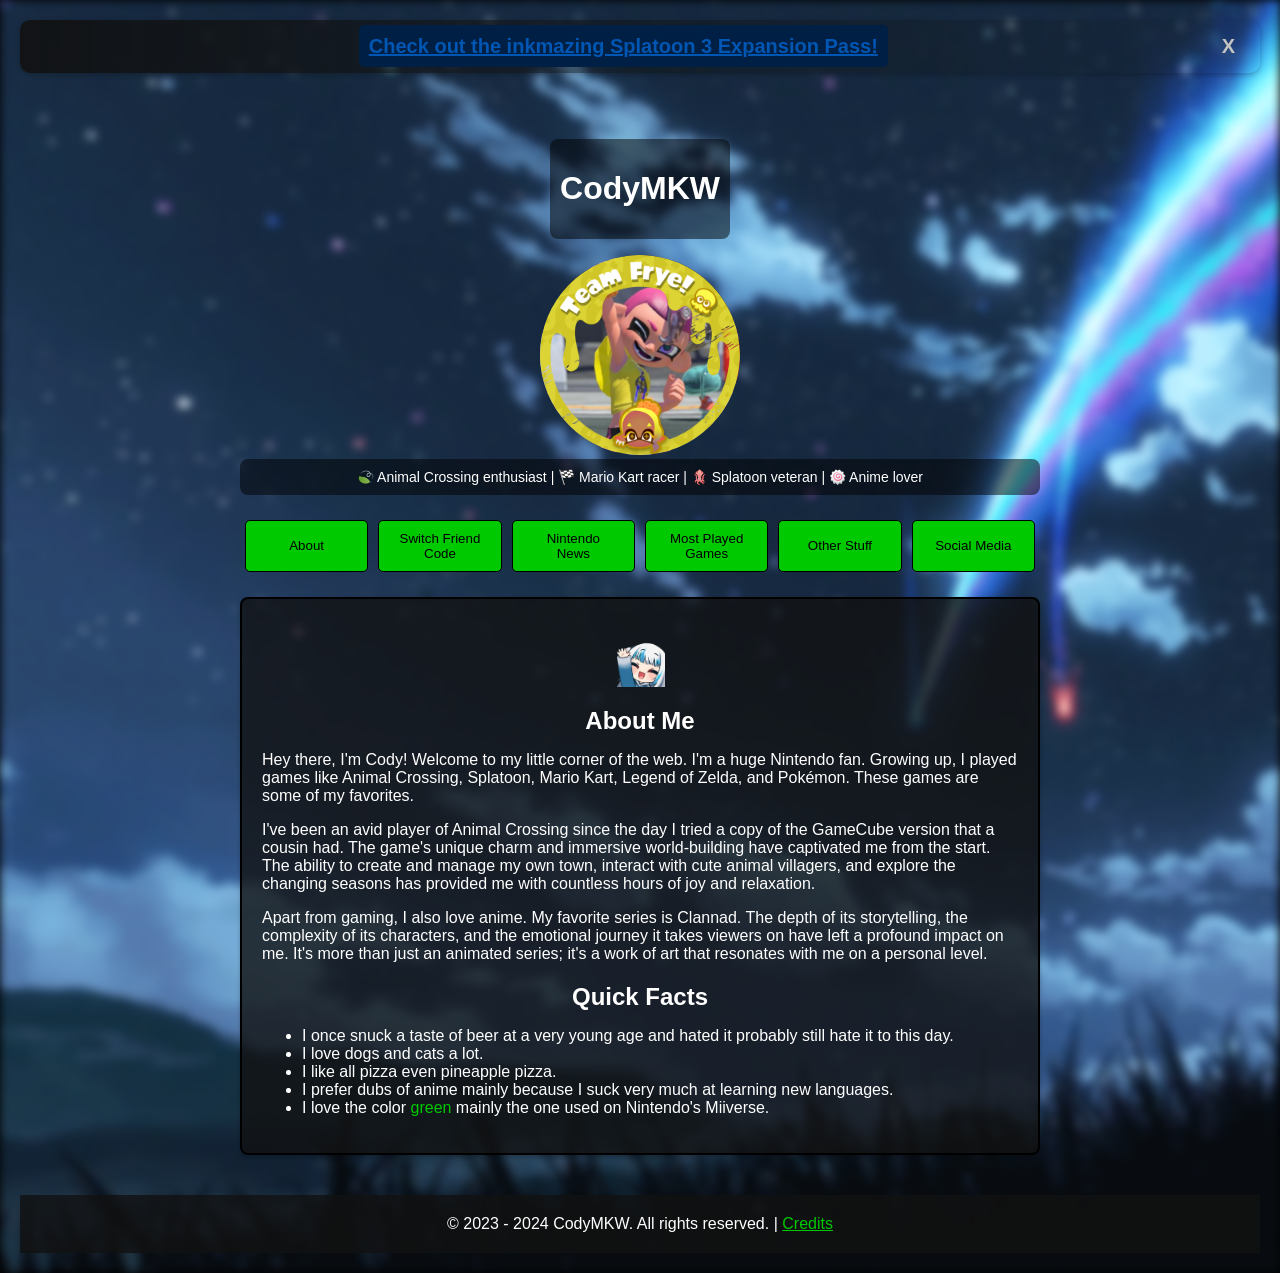 Check out the inkmazing Splatoon 3 Expansion Pass!
X
CodyMKW
Team Frye!
Animal Crossing enthusiast | 🏁 Mario Kart racer | 🦑 Splatoon veteran | 🍥 Anime lover
About
Switch Friend
Code
Nintendo
News
Most Played
Games
Other Stuff
Social Media
About Me
Hey there, I'm Cody! Welcome to my little corner of the web. I'm a huge Nintendo fan. Growing up, I played
games like Animal Crossing, Splatoon, Mario Kart, Legend of Zelda, and Pokémon. These games are
some of my favorites.
I've been an avid player of Animal Crossing since the day I tried a copy of the GameCube version that a
cousin had. The game's unique charm and immersive world-building have captivated me from the start.
The ability to create and manage my own town, interact with cute animal villagers, and explore the
changing seasons has provided me with countless hours of joy and relaxation.
Apart from gaming, I also love anime. My favorite series is Clannad. The depth of its storytelling, the
complexity of its characters, and the emotional journey it takes viewers on have left a profound impact on
me. It's more than just an animated series; it's a work of art that resonates with me on a personal level.
Quick Facts
• I once snuck a taste of beer at a very young age and hated it probably still hate it to this day.
• I love dogs and cats a lot.
• I like all pizza even pineapple pizza.
• I prefer dubs of anime mainly because I suck very much at learning new languages.
• I love the color green mainly the one used on Nintendo's Miiverse.
© 2023 - 2024 CodyMKW. All rights reserved. | Credits